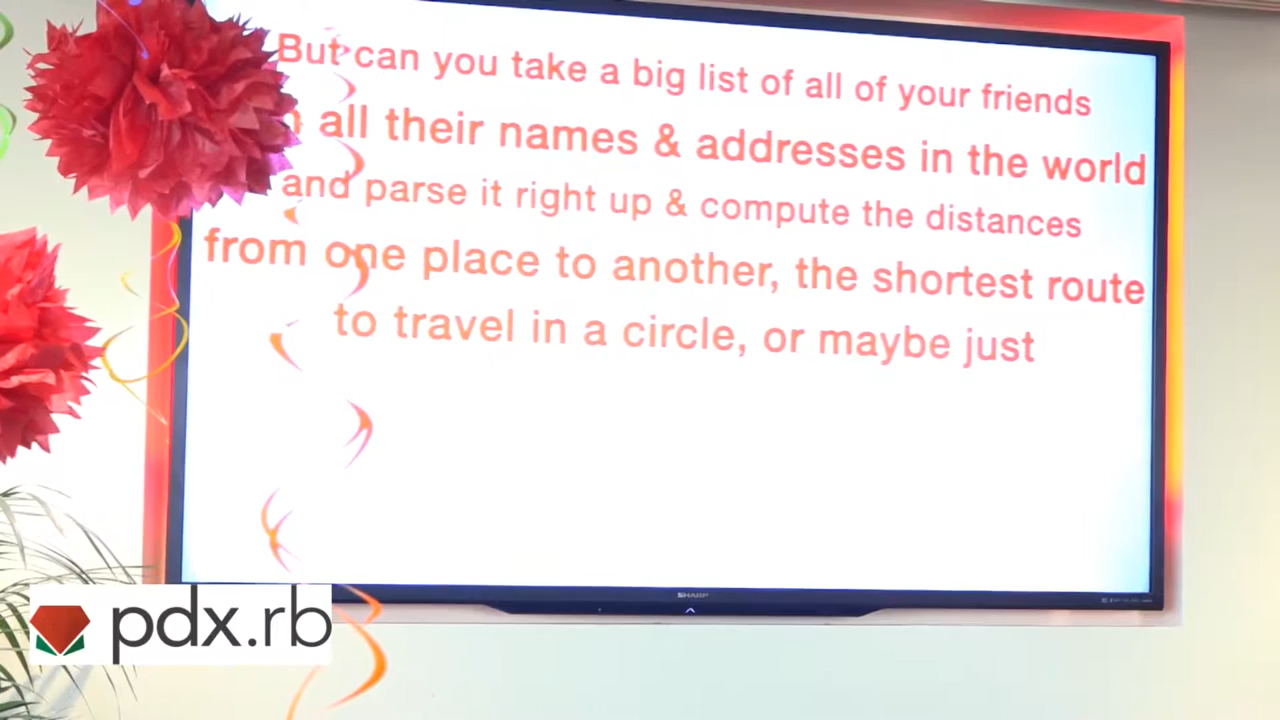 But can you take a big list of all of your friends
all their names & addresses in the world
and parse it right up & compute the distances
from one place to another, the shortest route
to travel in a circle, or maybe just
SHARP
pdx.rb